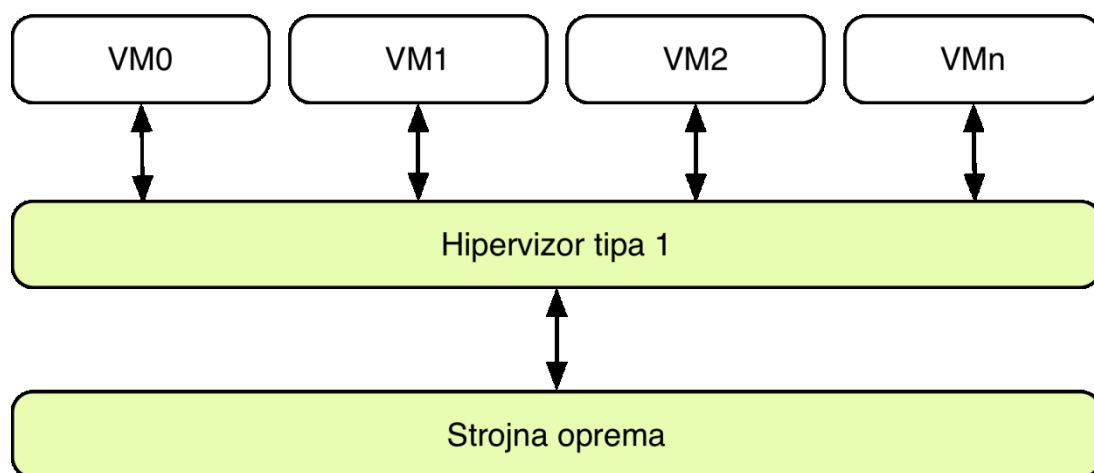 VM0
VM1
VM2
VMn
Hipervizor tipa 1
Strojna oprema